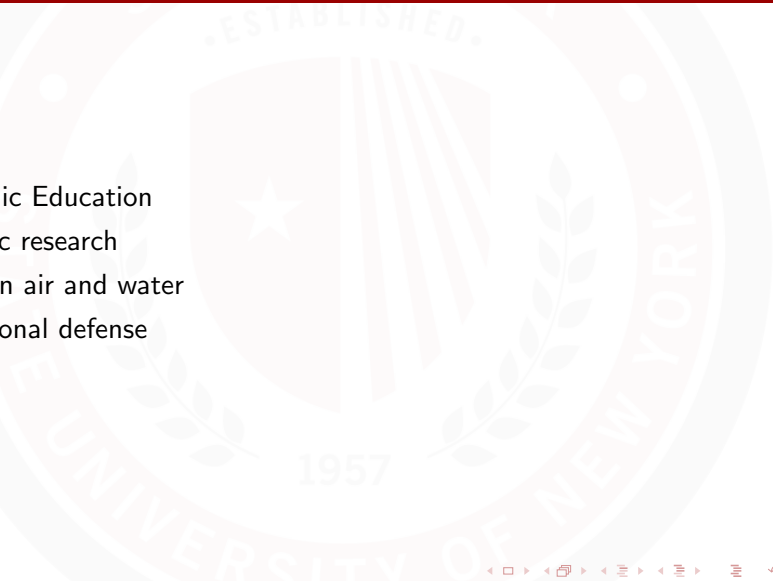 ESTABLISHED
ic Education
c research
n air and water
onal defense
1957
E UNIVERSITY OF NEW YORK